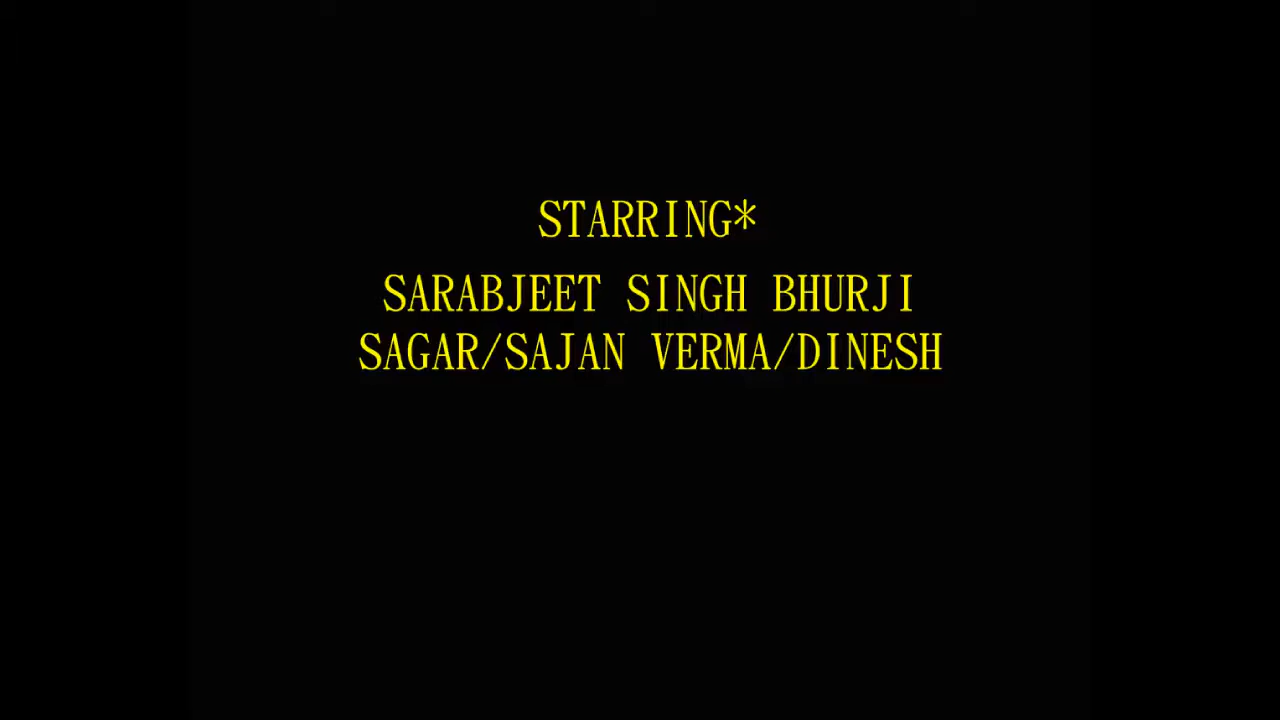 STARRING*
SARABJEET SINGH BHURJI
SAGAR/SAJAN VERMA/DINESH